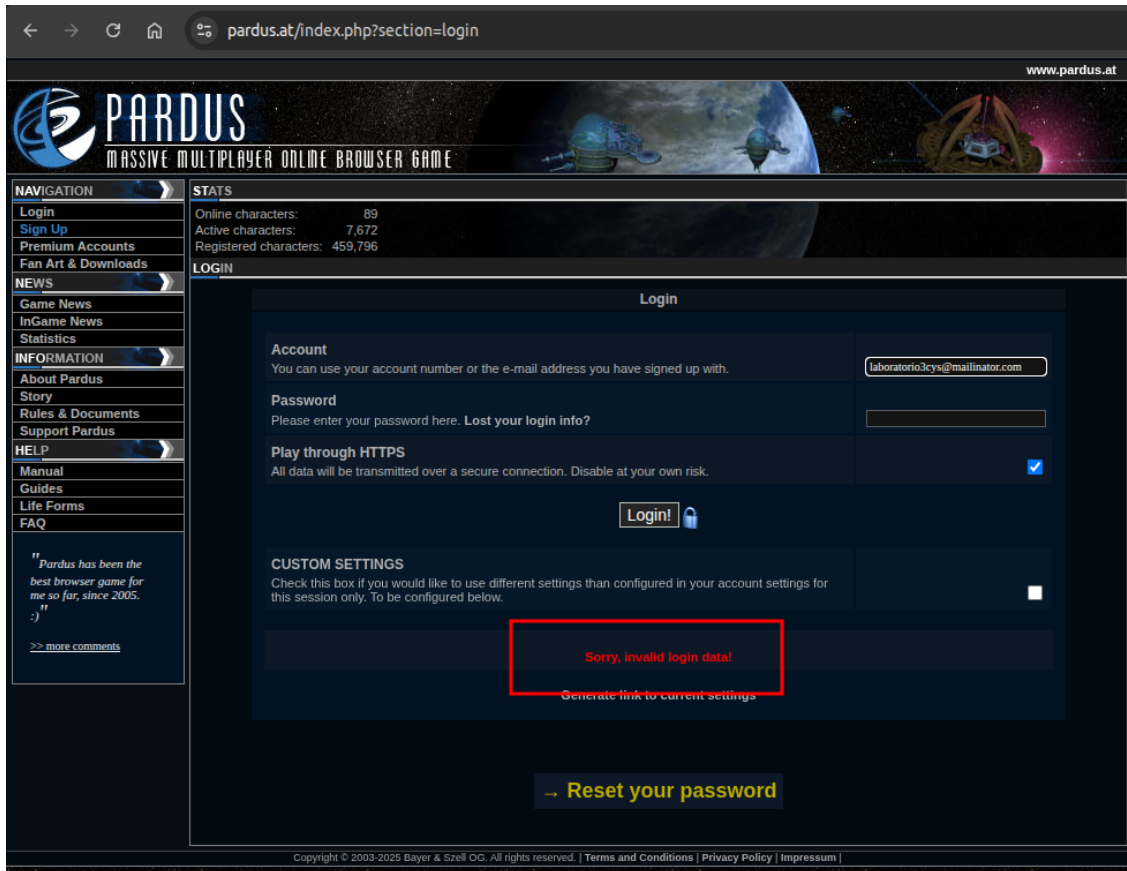 pardus.at/index.php?section=login
www.pardus.at
PARDUS
MASSIVE MULTIPLAYER ONLINE BROWSER GAME
NAVIGATION
Login
Sign Up
Premium Accounts
Fan Art & Downloads
NEWS
Game News
InGame News
Statistics
INFORMATION
About Pardus
Story
Rules & Documents
Support Pardus
HELP
Manual
Guides
Life Forms
FAQ
"Pardus has been the
best browser game for
me so far, since 2005.
:)"
>> more comments
STATS
Online characters: 89
Active characters: 7,672
Registered characters: 459,796
LOGIN
Login
Account
You can use your account number or the e-mail address you have signed up with.
laboratorio3cys@mailinator.com
Password
Please enter your password here. Lost your login info?
Play through HTTPS
All data will be transmitted over a secure connection. Disable at your own risk.
Login!
CUSTOM SETTINGS
Check this box if you would like to use different settings than configured in your account settings for
this session only. To be configured below.
Sorry, invalid login data!
Generate link to current settings
→ Reset your password
Copyright © 2003-2025 Bayer & Szell OG. All rights reserved. | Terms and Conditions | Privacy Policy | Impressum |